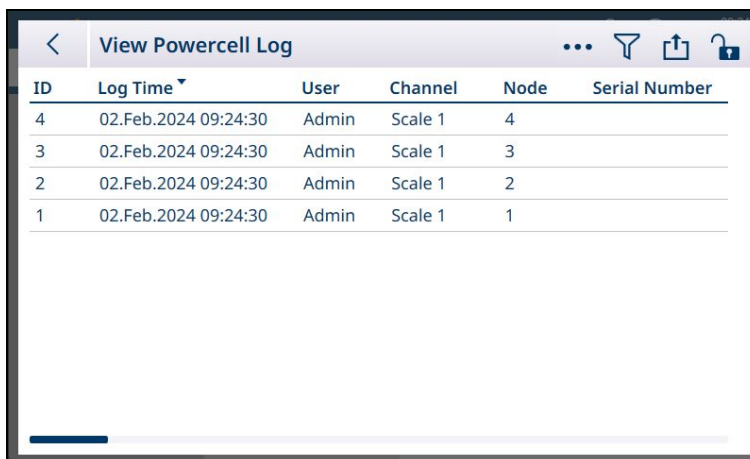 View Powercell Log
ID Log Time User Channel Node Serial Number
4 02.Feb.2024 09:24:30 Admin Scale 1 4
3 02.Feb.2024 09:24:30 Admin Scale 1 3
2 02.Feb.2024 09:24:30 Admin Scale 1 2
1 02.Feb.2024 09:24:30 Admin Scale 1 1